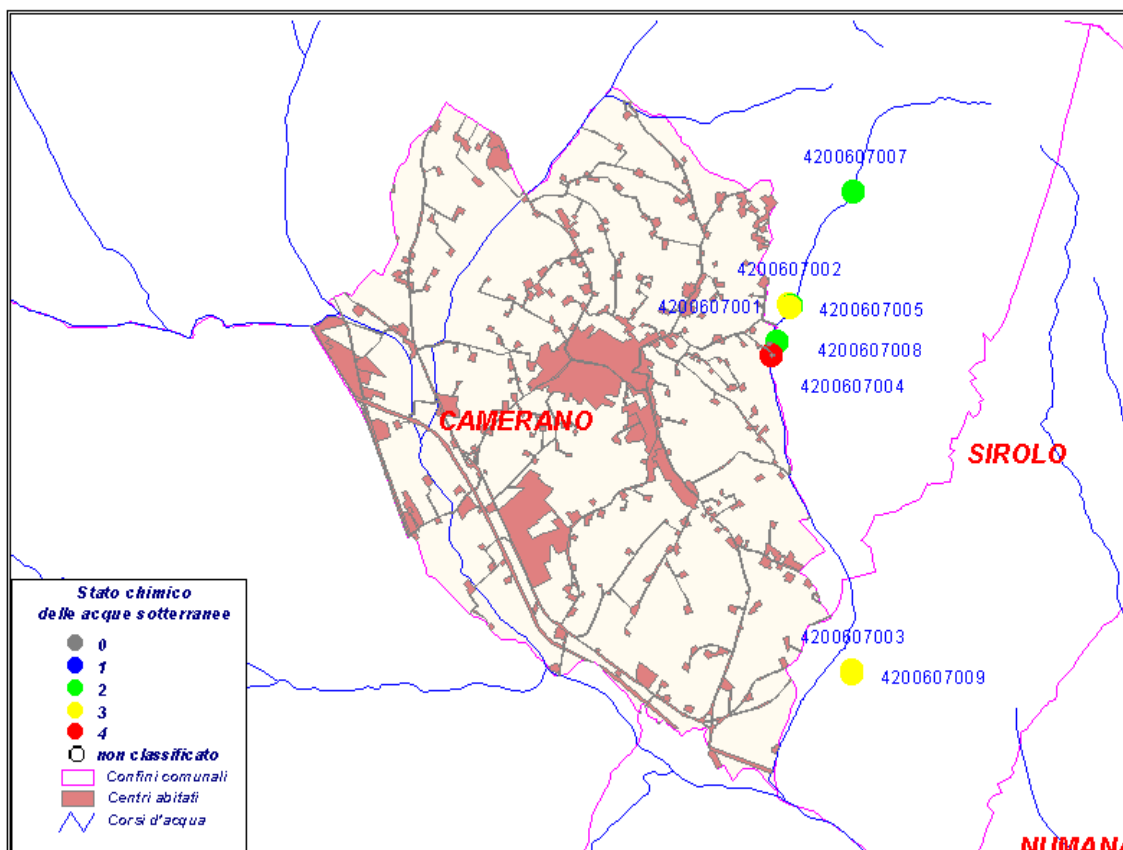 4200607007
4200607002
4200607001
4200607005
4200607008
4200607004
CAMERANO
SIROLO
4200607003
4200607009
NUMANA
Stato chimico
delle acque sotterranee
0
1
2
3
4
non classificato
Confini comunali
Centri abitati
Corsi d'acqua